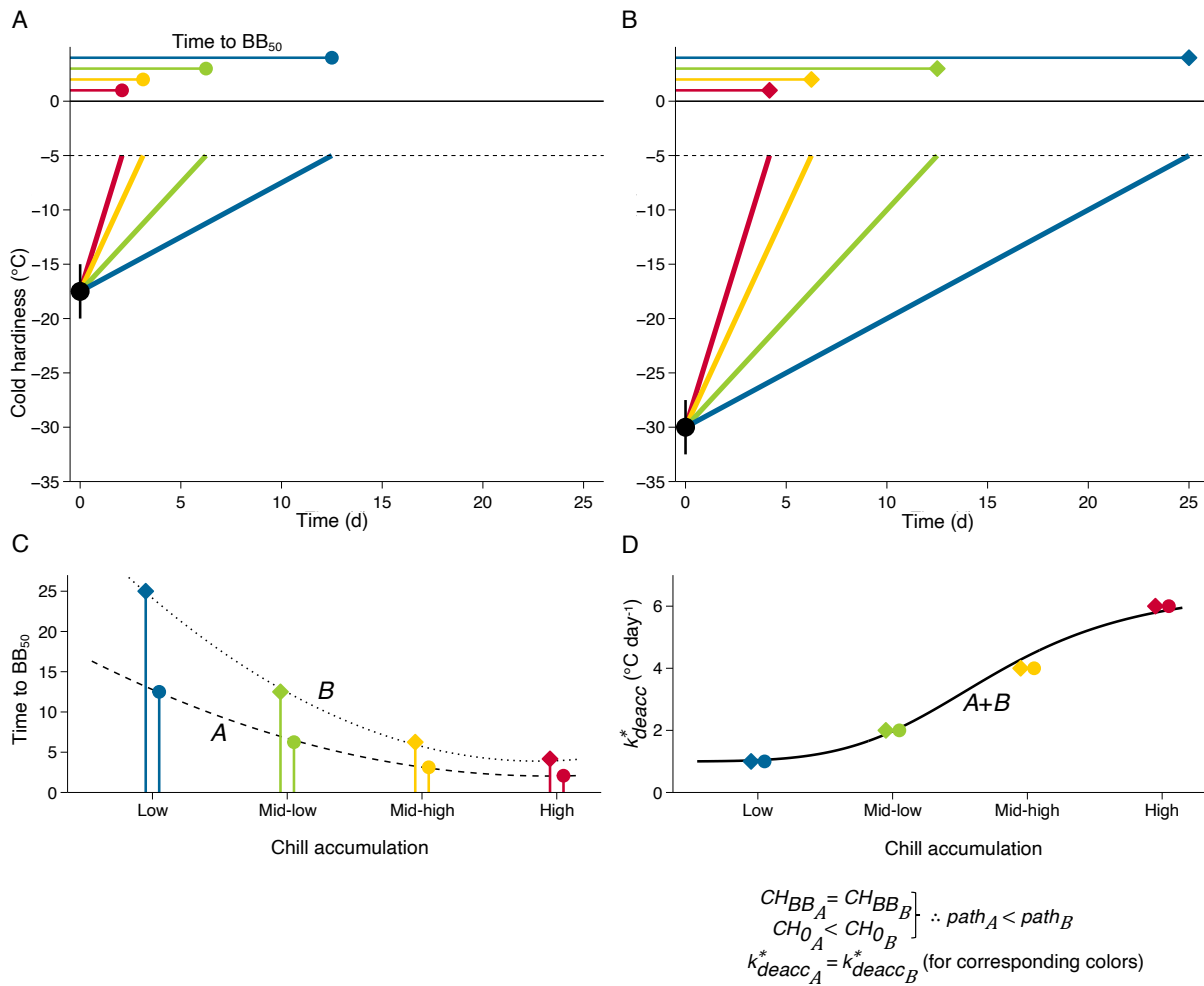 A
Time to BB50
0
−5
−10
−15
−20
−25
−30
−35
Cold hardiness (°C)
0 5 10 15 20 25
Time (d)
B
0
−5
−10
−15
−20
−25
−30
−35
0 5 10 15 20 25
Time (d)
C
25
20
15
10
5
0
Time to BB50
B
A
Low Mid-low Mid-high High
Chill accumulation
D
6
4
2
0
k*deacc (°C day-1)
A+B
Low Mid-low Mid-high High
Chill accumulation
CHBBA = CHBBB
CH0A < CH0B
∴ pathA < pathB
k*deaccA = k*deaccB (for corresponding colors)